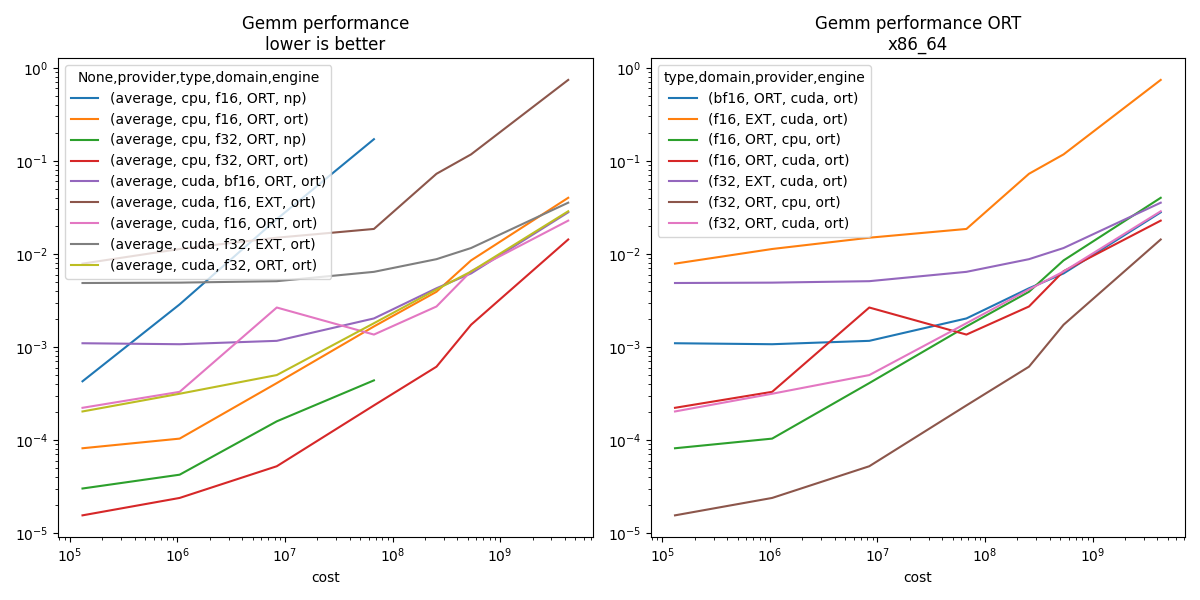 Gemm performance
lower is better
None,provider,type,domain,engine
(average, cpu, f16, ORT, np)
(average, cpu, f16, ORT, ort)
(average, cpu, f32, ORT, np)
(average, cpu, f32, ORT, ort)
(average, cuda, bf16, ORT, ort)
(average, cuda, f16, EXT, ort)
(average, cuda, f16, ORT, ort)
(average, cuda, f32, EXT, ort)
(average, cuda, f32, ORT, ort)
10⁰
10⁻¹
10⁻²
10⁻³
10⁻⁴
10⁻⁵
10⁵ 10⁶ 10⁷ 10⁸ 10⁹
cost
Gemm performance ORT
x86_64
type,domain,provider,engine
(bf16, ORT, cuda, ort)
(f16, EXT, cuda, ort)
(f16, ORT, cpu, ort)
(f16, ORT, cuda, ort)
(f32, EXT, cuda, ort)
(f32, ORT, cpu, ort)
(f32, ORT, cuda, ort)
10⁰
10⁻¹
10⁻²
10⁻³
10⁻⁴
10⁻⁵
10⁵ 10⁶ 10⁷ 10⁸ 10⁹
cost